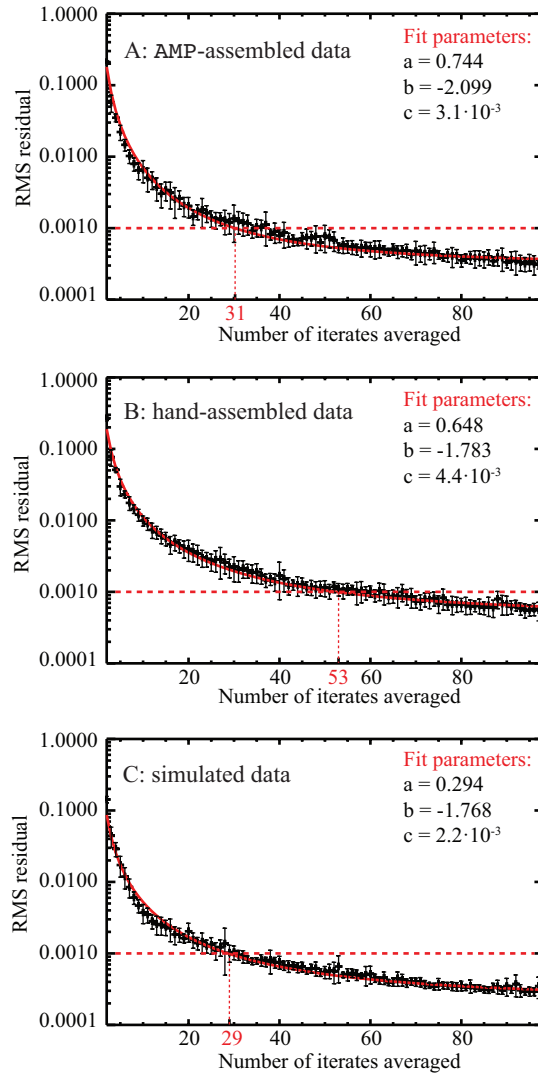 A: AMP-assembled data
Fit parameters:
a = 0.744
b = -2.099
c = 3.1·10-3
RMS residual
0.1000
0.0100
0.0010
0.0001
20
31
40
60
80
Number of iterates averaged
B: hand-assembled data
Fit parameters:
a = 0.648
b = -1.783
c = 4.4·10-3
RMS residual
1.0000
0.1000
0.0100
0.0010
0.0001
20
40
53
60
80
Number of iterates averaged
C: simulated data
Fit parameters:
a = 0.294
b = -1.768
c = 2.2·10-3
RMS residual
1.0000
0.1000
0.0100
0.0010
0.0001
20
29
40
60
80
Number of iterates averaged